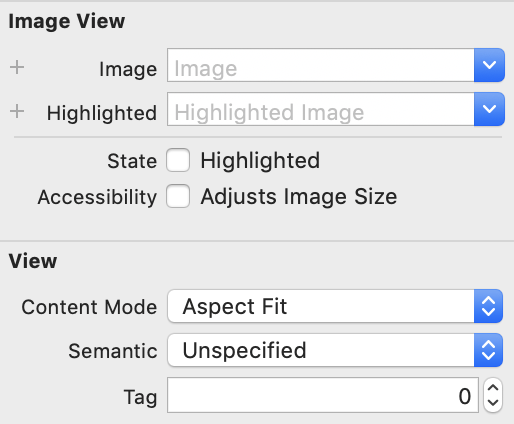 Image View
Image Image
Highlighted Highlighted Image
State Highlighted
Accessibility Adjusts Image Size
View
Content Mode Aspect Fit
Semantic Unspecified
Tag 0